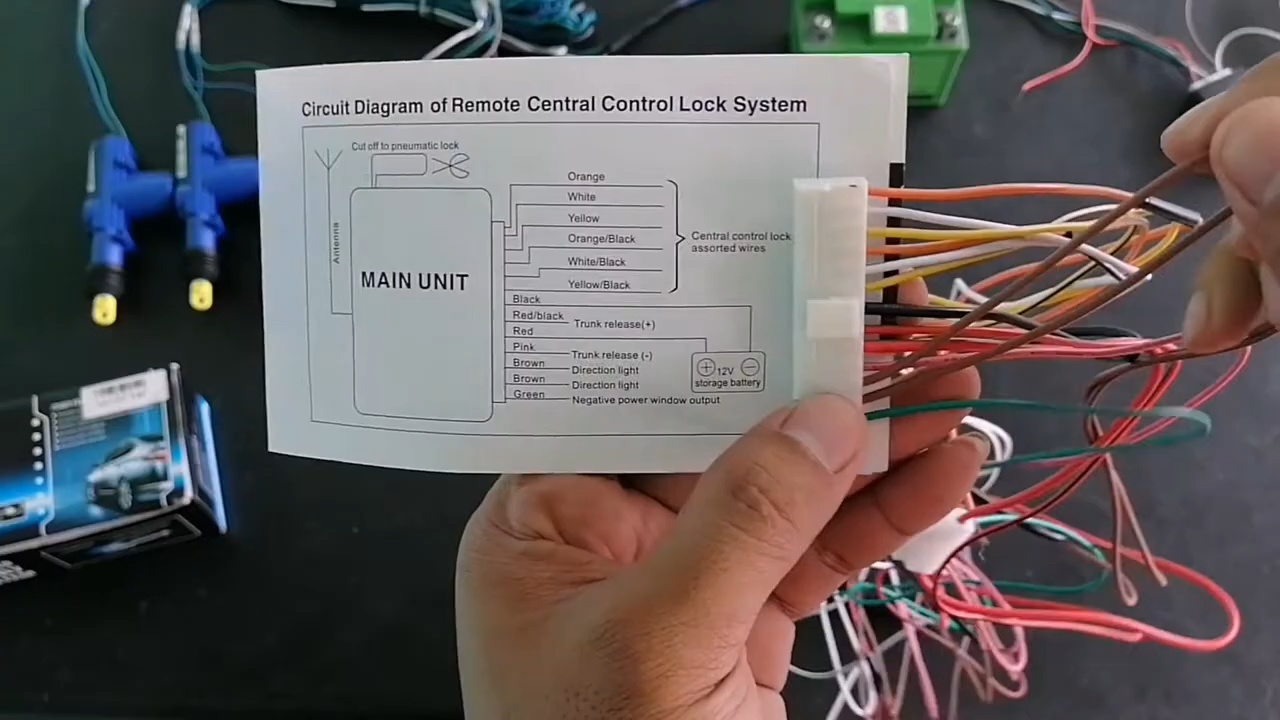 Circuit Diagram of Remote Central Control Lock System
Cut off to pneumatic lock
Antenna
MAIN UNIT
Orange
White
Yellow
Orange/Black
White/Black
Yellow/Black
Central control lock
assorted wires
Black
Red/black
Trunk release(+)
Red
Pink
Trunk release (-)
Brown
Direction light
Brown
Direction light
Green
Negative power window output
12V
storage battery